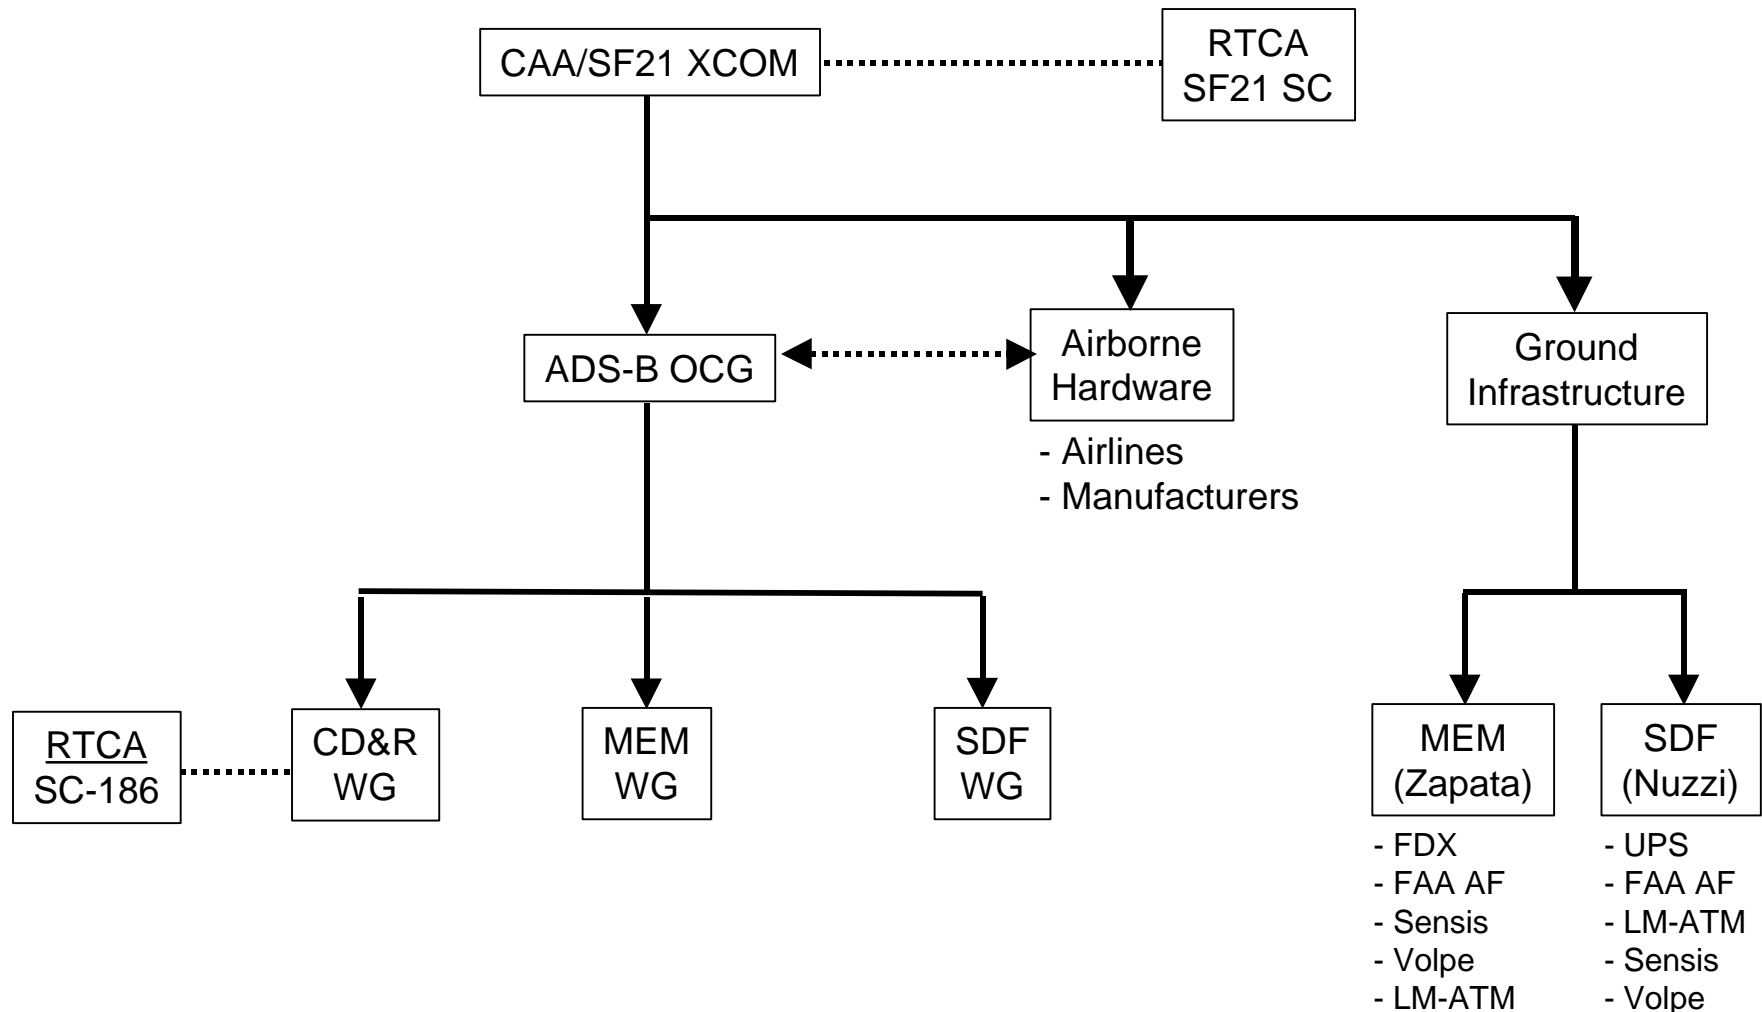 CAA/SF21 XCOM
RTCA
SF21 SC
ADS-B OCG
Airborne
Hardware
- Airlines
- Manufacturers
Ground
Infrastructure
RTCA
SC-186
CD&R
WG
MEM
WG
SDF
WG
MEM
(Zapata)
- FDX
- FAA AF
- Sensis
- Volpe
- LM-ATM
SDF
(Nuzzi)
- UPS
- FAA AF
- LM-ATM
- Sensis
- Volpe